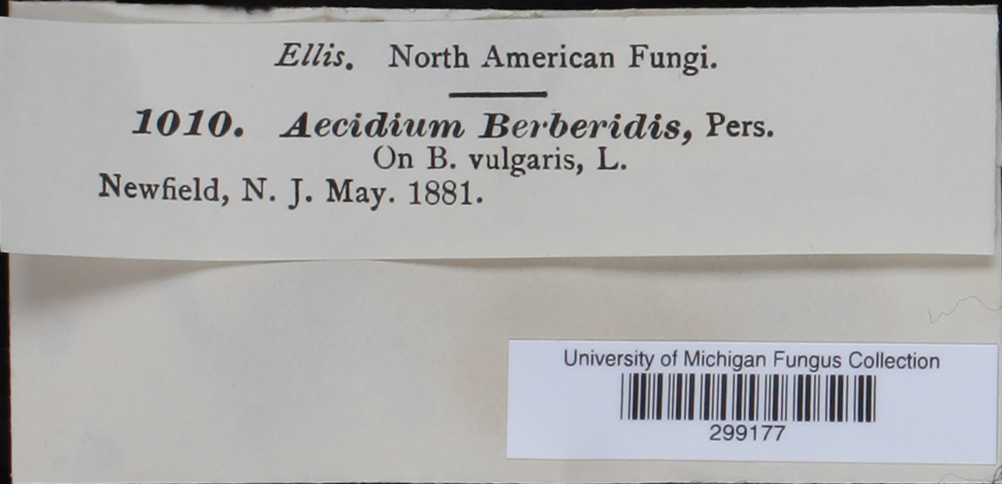 Ellis. North American Fungi.
1010. Aecidium Berberidis, Pers.
On B. vulgaris, L.
Newfield, N. J. May. 1881.
University of Michigan Fungus Collection
299177